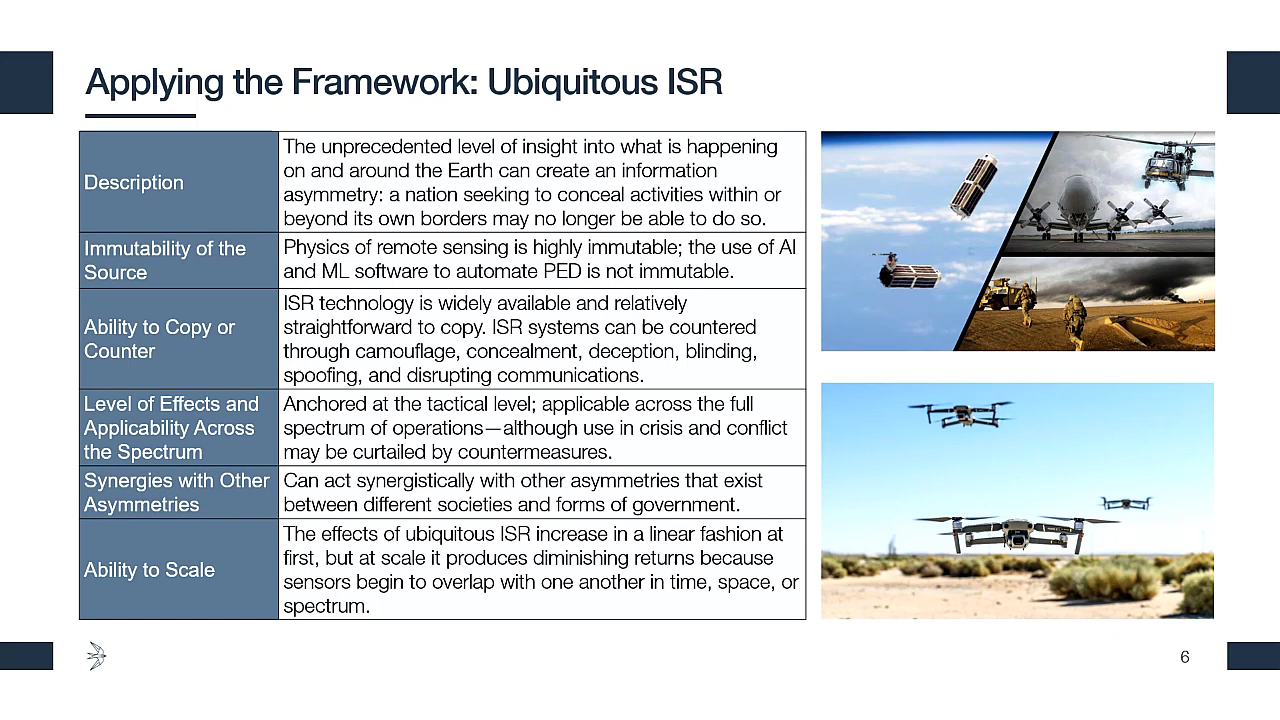 Applying the Framework: Ubiquitous ISR
Description
The unprecedented level of insight into what is happening
on and around the Earth can create an information
asymmetry: a nation seeking to conceal activities within or
beyond its own borders may no longer be able to do so.
Immutability of the
Source
Physics of remote sensing is highly immutable; the use of AI
and ML software to automate PED is not immutable.
Ability to Copy or
Counter
ISR technology is widely available and relatively
straightforward to copy. ISR systems can be countered
through camouflage, concealment, deception, blinding,
spoofing, and disrupting communications.
Level of Effects and
Applicability Across
the Spectrum
Anchored at the tactical level; applicable across the full
spectrum of operations—although use in crisis and conflict
may be curtailed by countermeasures.
Synergies with Other
Asymmetries
Can act synergistically with other asymmetries that exist
between different societies and forms of government.
Ability to Scale
The effects of ubiquitous ISR increase in a linear fashion at
first, but at scale it produces diminishing returns because
sensors begin to overlap with one another in time, space, or
spectrum.
6